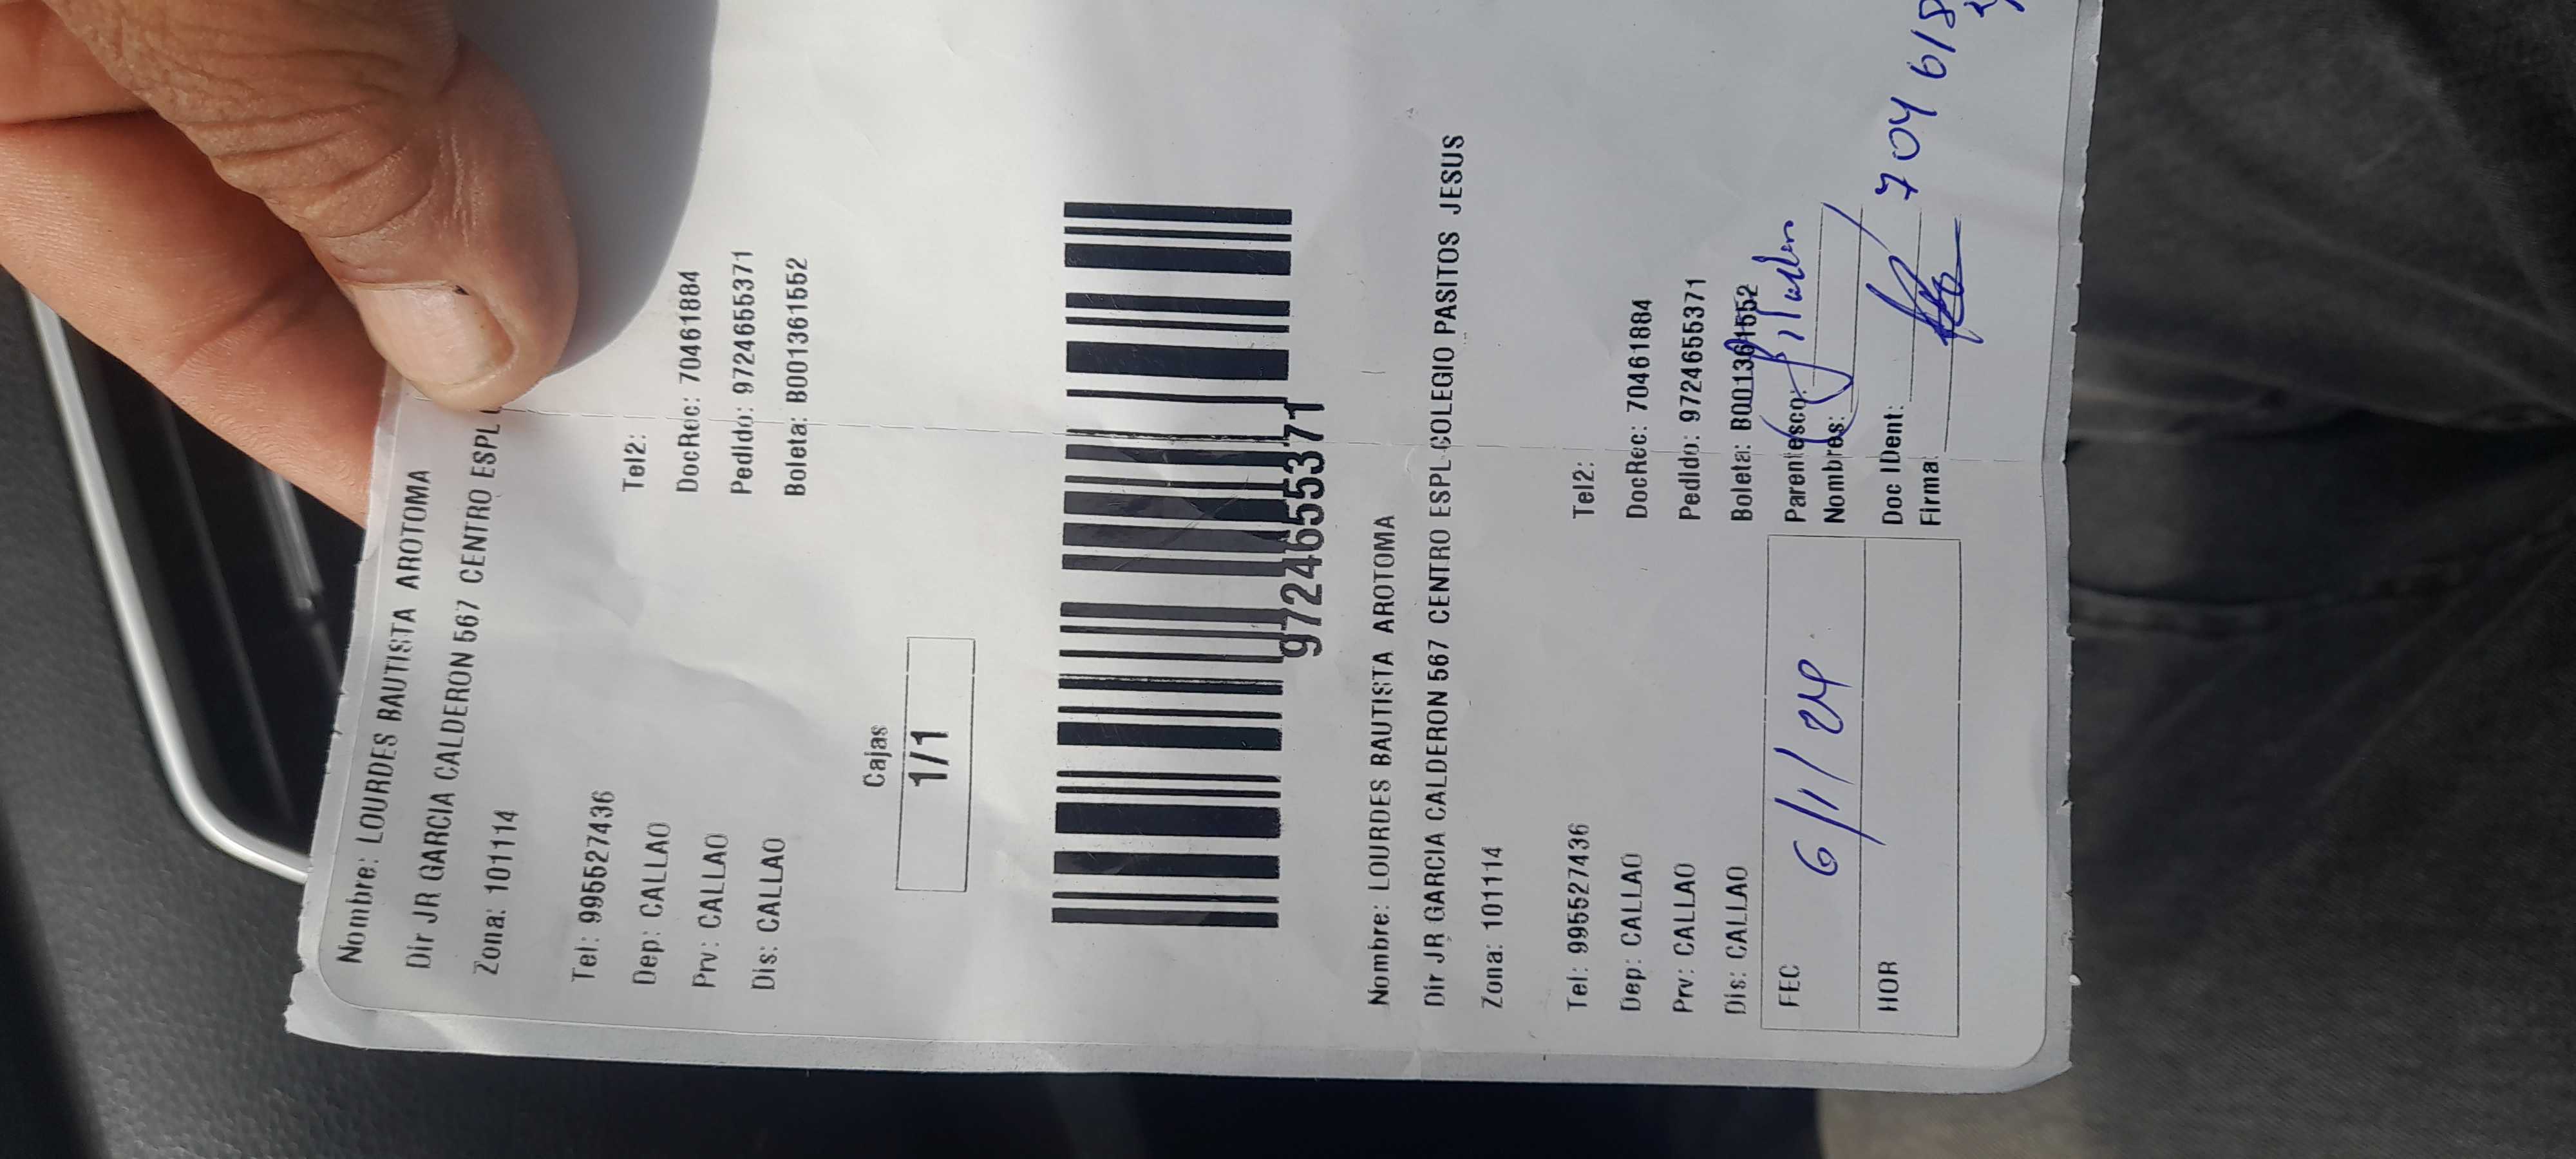 Nombre: LOURDES BAUTISTA AROTOMA
Dir JR GARCIA CALDERON 567 CENTRO ESPL
Zona: 101114
Tel: 995527436 Tel2:
Dep: CALLAO DocRec: 70461884
Prv: CALLAO Pedido: 972465371
Dis: CALLAO Boleta: B001361552
Cajas
1/1
9724655371
Nombre: LOURDES BAUTISTA AROTOMA
Dir JR GARCIA CALDERON 567 CENTRO ESPL COLEGIO PASITOS JESUS
Zona: 101114
Tel: 995527436 Tel2:
Dep: CALLAO DocRec: 70461884
Prv: CALLAO Pedido: 9724655371
Dis: CALLAO Boleta: B001361552
FEC 6/1/24 Parentesco:
Nombres:
HOR Doc IDent: 704618
Firma: